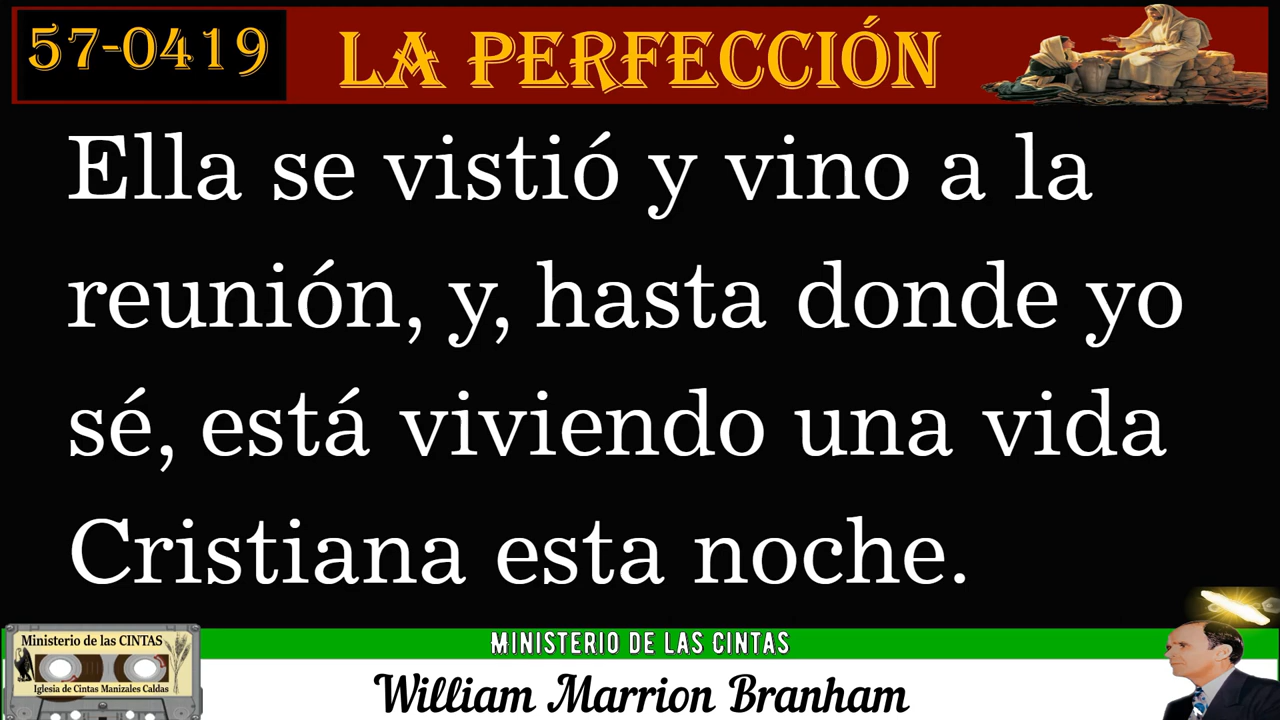 57-0419
LA PERFECCIÓN
Ella se vistió y vino a la
reunión, y, hasta donde yo
sé, está viviendo una vida
Cristiana esta noche.
MINISTERIO DE LAS CINTAS
Ministerio de las CINTAS
Iglesia de Cintas Manizales Caldas
William Marrion Branham